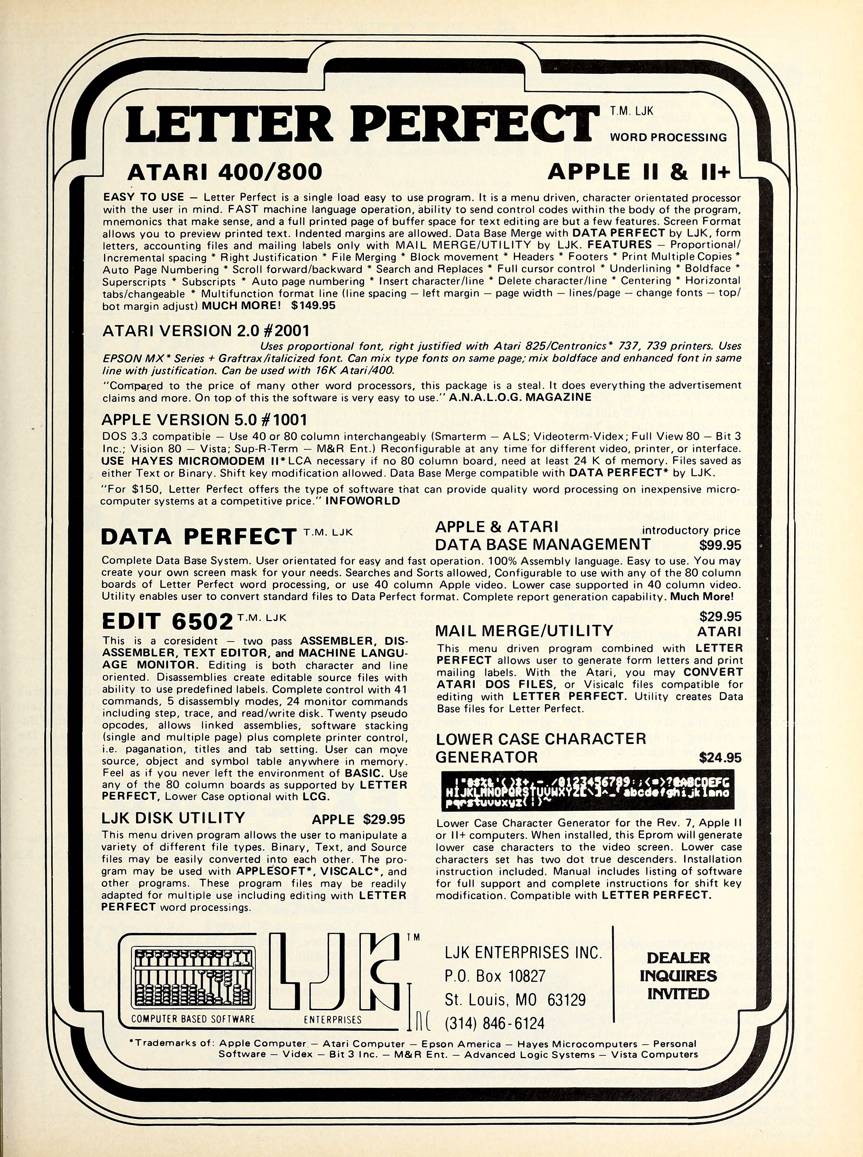 LETTER PERFECT T.M. LJK
WORD PROCESSING
ATARI 400/800 APPLE II & II+
EASY TO USE — Letter Perfect is a single load easy to use program. It is a menu driven, character orientated processor
with the user in mind. FAST machine language operation, ability to send control codes within the body of the program,
mnemonics that make sense, and a full printed page of buffer space for text editing are but a few features. Screen Format
allows you to preview printed text. Indented margins are allowed. Data Base Merge with DATA PERFECT by LJK, form
letters, accounting files and mailing labels only with MAIL MERGE/UTILITY by LJK. FEATURES — Proportional/
Incremental spacing * Right Justification * File Merging * Block movement * Headers * Footers * Print Multiple Copies *
Auto Page Numbering * Scroll forward/backward * Search and Replaces * Full cursor control * Underlining * Boldface *
Superscripts * Subscripts * Auto page numbering * Insert character/line * Delete character/line * Centering * Horizontal
tabs/changeable * Multifunction format line (line spacing — left margin — page width — lines/page — change fonts — top/
bot margin adjust) MUCH MORE! $149.95
ATARI VERSION 2.0 #2001
Uses proportional font, right justified with Atari 825/Centronics* 737, 739 printers. Uses
EPSON MX* Series + Graftrax/italicized font. Can mix type fonts on same page; mix boldface and enhanced font in same
line with justification. Can be used with 16K Atari/400.
"Compared to the price of many other word processors, this package is a steal. It does everything the advertisement
claims and more. On top of this the software is very easy to use." A.N.A.L.O.G. MAGAZINE
APPLE VERSION 5.0 #1001
DOS 3.3 compatible — Use 40 or 80 column interchangeably (Smarterm — ALS; Videoterm-Videx; Full View 80 — Bit 3
Inc.; Vision 80 — Vista; Sup-R-Term — M&R Ent.) Reconfigurable at any time for different video, printer, or interface.
USE HAYES MICROMODEM II* LCA necessary if no 80 column board, need at least 24 K of memory. Files saved as
either Text or Binary. Shift key modification allowed. Data Base Merge compatible with DATA PERFECT* by LJK.
"For $150, Letter Perfect offers the type of software that can provide quality word processing on inexpensive micro-
computer systems at a competitive price." INFOWORLD
DATA PERFECT T.M. LJK
APPLE & ATARI introductory price
DATA BASE MANAGEMENT $99.95
Complete Data Base System. User orientated for easy and fast operation. 100% Assembly language. Easy to use. You may
create your own screen mask for your needs. Searches and Sorts allowed, Configurable to use with any of the 80 column
boards of Letter Perfect word processing, or use 40 column Apple video. Lower case supported in 40 column video.
Utility enables user to convert standard files to Data Perfect format. Complete report generation capability. Much More!
EDIT 6502 T.M. LJK
This is a coresident — two pass ASSEMBLER, DIS-
ASSEMBLER, TEXT EDITOR, and MACHINE LANGU-
AGE MONITOR. Editing is both character and line
oriented. Disassemblies create editable source files with
ability to use predefined labels. Complete control with 41
commands, 5 disassembly modes, 24 monitor commands
including step, trace, and read/write disk. Twenty pseudo
opcodes, allows linked assemblies, software stacking
(single and multiple page) plus complete printer control,
i.e. paganation, titles and tab setting. User can move
source, object and symbol table anywhere in memory.
Feel as if you never left the environment of BASIC. Use
any of the 80 column boards as supported by LETTER
PERFECT, Lower Case optional with LCG.
LJK DISK UTILITY APPLE $29.95
This menu driven program allows the user to manipulate a
variety of different file types. Binary, Text, and Source
files may be easily converted into each other. The pro-
gram may be used with APPLESOFT*, VISCALC*, and
other programs. These program files may be readily
adapted for multiple use including editing with LETTER
PERFECT word processings.
$29.95
MAIL MERGE/UTILITY ATARI
This menu driven program combined with LETTER
PERFECT allows user to generate form letters and print
mailing labels. With the Atari, you may CONVERT
ATARI DOS FILES, or Visicalc files compatible for
editing with LETTER PERFECT. Utility creates Data
Base files for Letter Perfect.
LOWER CASE CHARACTER
GENERATOR $24.95
!"#$%&'()*+,-./0123456789:;<=>?@ABCDEFG
HIJKLMNOPQRSTUVWXYZ[\]^_`abcdefghijklmno
pqrstuvwxyz{|}~
Lower Case Character Generator for the Rev. 7, Apple II
or II+ computers. When installed, this Eprom will generate
lower case characters to the video screen. Lower case
characters set has two dot true descenders. Installation
instruction included. Manual includes listing of software
for full support and complete instructions for shift key
modification. Compatible with LETTER PERFECT.
LJK TM
COMPUTER BASED SOFTWARE ENTERPRISES Inc
LJK ENTERPRISES INC.
P.O. Box 10827
St. Louis, MO 63129
(314) 846-6124
DEALER
INQUIRES
INVITED
*Trademarks of: Apple Computer — Atari Computer — Epson America — Hayes Microcomputers — Personal
Software — Videx — Bit 3 Inc. — M&R Ent. — Advanced Logic Systems — Vista Computers